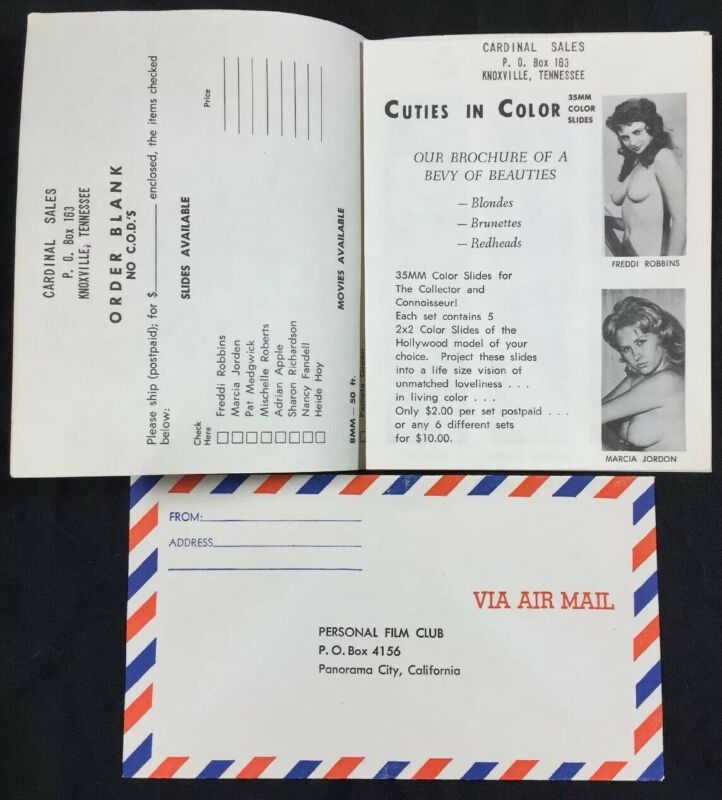 CARDINAL SALES
P. O. Box 163
KNOXVILLE, TENNESSEE
ORDER BLANK
NO C.O.D.'S
Please ship (postpaid); for $ enclosed, the items checked
below:
SLIDES AVAILABLE
Check
Here
Price
Freddi Robbins
Marcia Jorden
Pat Medgwick
Mischelle Roberts
Adrian Apple
Sharon Richardson
Nancy Fandell
Heide Hoy
MOVIES AVAILABLE
8MM — 50 ft.
CARDINAL SALES
P. O. Box 163
KNOXVILLE, TENNESSEE
CUTIES IN COLOR
35MM
COLOR
SLIDES
OUR BROCHURE OF A
BEVY OF BEAUTIES
— Blondes
— Brunettes
— Redheads
35MM Color Slides for
The Collector and
Connoisseur!
Each set contains 5
2x2 Color Slides of the
Hollywood model of your
choice. Project these slides
into a life size vision of
unmatched loveliness . . .
in living color . . .
Only $2.00 per set postpaid . . .
or any 6 different sets
for $10.00.
FREDDI ROBBINS
MARCIA JORDON
FROM:
ADDRESS
VIA AIR MAIL
PERSONAL FILM CLUB
P. O. Box 4156
Panorama City, California